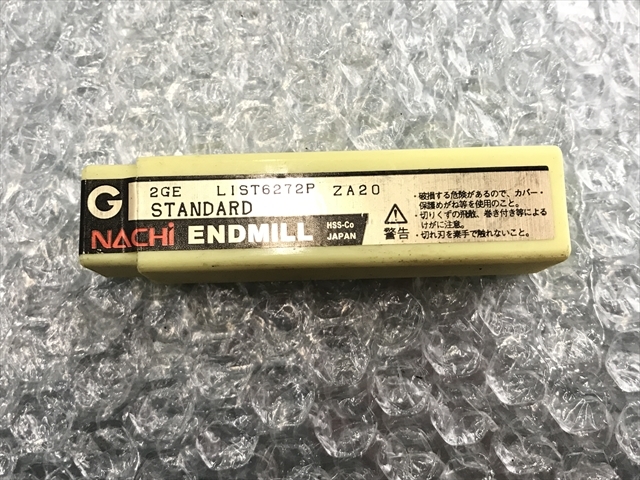 G
2GE LIST6272P ZA20
STANDARD
NACHi ENDMILL HSS-Co
JAPAN
警告
・破損する危険があるので、カバー・
保護めがね等を使用のこと。
・切りくずの飛散、巻き付き等による
けがに注意。
・切れ刃を素手で触れないこと。